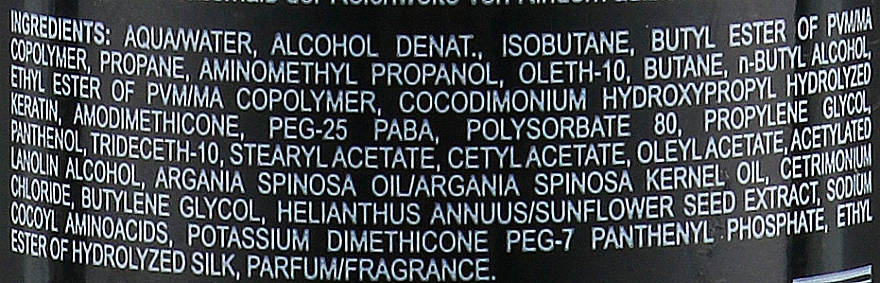 INGREDIENTS: AQUA/WATER, ALCOHOL DENAT., ISOBUTANE, BUTYL ESTER OF PVM/MA
COPOLYMER, PROPANE, AMINOMETHYL PROPANOL, OLETH-10, BUTANE, n-BUTYL ALCOHOL,
ETHYL ESTER OF PVM/MA COPOLYMER, COCODIMONIUM HYDROXYPROPYL HYDROLYZED
KERATIN, AMODIMETHICONE, PEG-25 PABA, POLYSORBATE 80, PROPYLENE GLYCOL,
PANTHENOL, TRIDECETH-10, STEARYL ACETATE, CETYL ACETATE, OLEYL ACETATE, ACETYLATED
LANOLIN ALCOHOL, ARGANIA SPINOSA OIL/ARGANIA SPINOSA KERNEL OIL, CETRIMONIUM
CHLORIDE, BUTYLENE GLYCOL, HELIANTHUS ANNUUS/SUNFLOWER SEED EXTRACT, SODIUM
COCOYL AMINOACIDS, POTASSIUM DIMETHICONE PEG-7 PANTHENYL PHOSPHATE, ETHYL
ESTER OF HYDROLYZED SILK, PARFUM/FRAGRANCE.